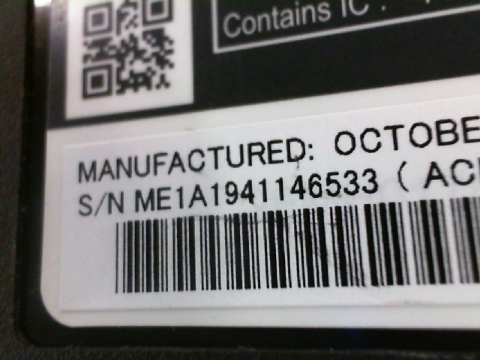 Contains IC :
MANUFACTURED: OCTOBE
S/N ME1A1941146533 ( AC